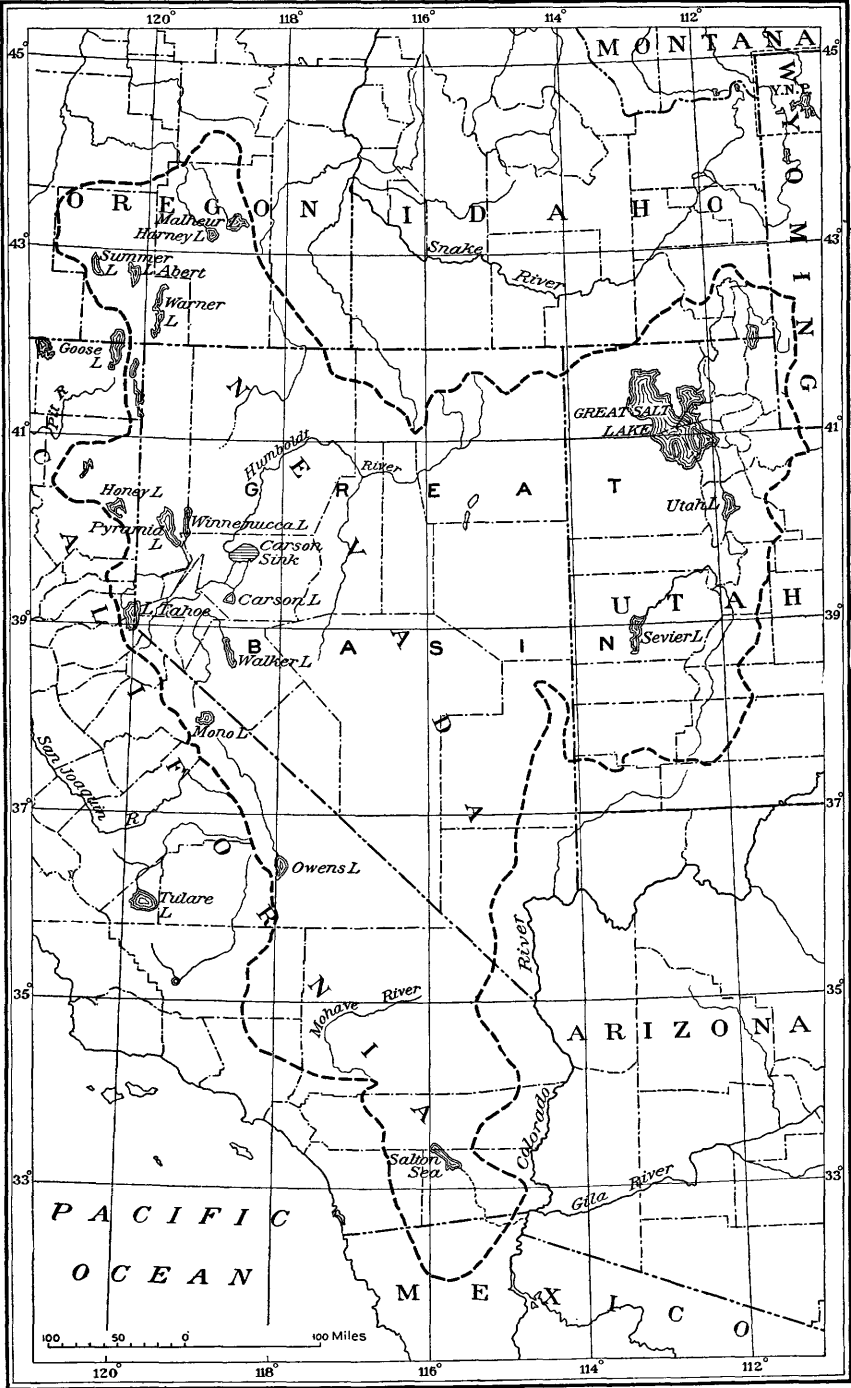 120° 118° 116° 114° 112°
45° 45°
MONTANA
Y.N.P.
WYOMING
OREGON
IDAHO
Malheur L
Harney L
43° 43°
Snake River
Summer L
L Abert
Warner L
Goose L
Pit R
NEVADA
GREAT SALT LAKE
41° 41°
Humboldt River
GREAT
Honey L
Pyramid L
Winnemucca L
Utah L
Carson Sink
CALIFORNIA
L Tahoe
Carson L
UTAH
39° 39°
BASIN
Sevier L
Walker L
Mono L
San Joaquin R
37° 37°
Owens L
Tulare L
River
35° 35°
Mohave River
ARIZONA
Colorado
Salton Sea
33° 33°
Gila River
PACIFIC
OCEAN
MEXICO
100 50 0 100 Miles
120° 118° 116° 114° 112°